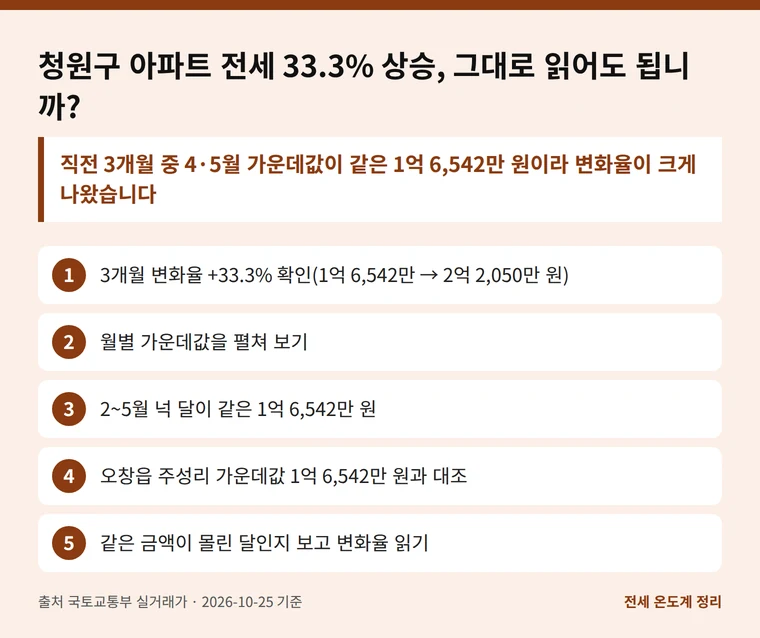 청원구 아파트 전세 33.3% 상승, 그대로 읽어도 됩니
까?
직전 3개월 중 4·5월 가운데값이 같은 1억 6,542만 원이라 변화율이 크게
나왔습니다
1 3개월 변화율 +33.3% 확인(1억 6,542만 → 2억 2,050만 원)
2 월별 가운데값을 펼쳐 보기
3 2~5월 넉 달이 같은 1억 6,542만 원
4 오창읍 주성리 가운데값 1억 6,542만 원과 대조
5 같은 금액이 몰린 달인지 보고 변화율 읽기
출처 국토교통부 실거래가 · 2026-10-25 기준
전세 온도계 정리